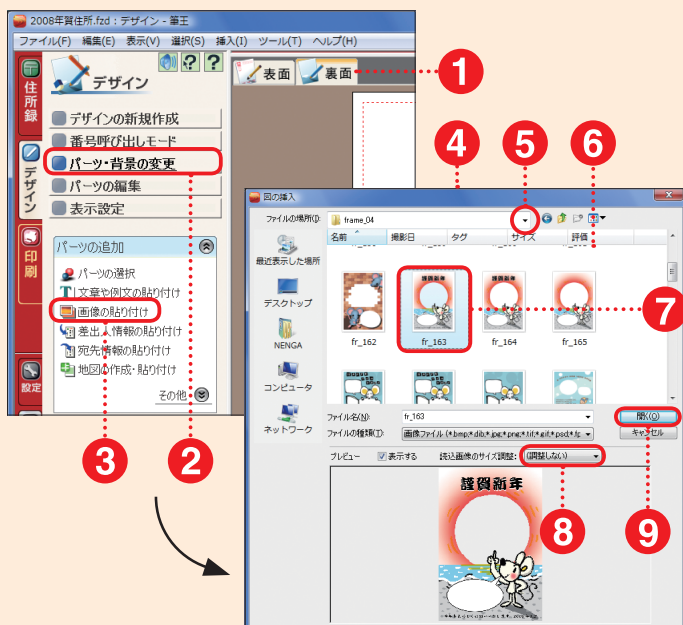 2008年賀住所.fzd : デザイン - 筆王
ファイル(F) 編集(E) 表示(V) 選択(S) 挿入(I) ツール(T) ヘルプ(H)
住所録
デザイン
印刷
設定
デザイン
? ?
表面 裏面
デザインの新規作成
番号呼び出しモード
パーツ・背景の変更
パーツの編集
表示設定
パーツの追加
パーツの選択
文章や例文の貼り付け
画像の貼り付け
差出人情報の貼り付け
宛先情報の貼り付け
地図の作成・貼り付け
その他
1
2
3
4
5
6
7
8
9
図の挿入
ファイルの場所(I): frame_04
名前 撮影日 タグ サイズ 評価
最近表示した場所
デスクトップ
NENGA
コンピュータ
ネットワーク
謹賀新年
謹賀新年
謹賀新年
fr_162 fr_163 fr_164 fr_165
ファイル名(N): fr_163 開く(O)
ファイルの種類(T): 画像ファイル (*.bmp;*.dib;*.jpg;*.png;*.tif;*.gif;*.psd;*.fp キャンセル
プレビュー 表示する 読込画像のサイズ調整: (調整しない)
謹賀新年